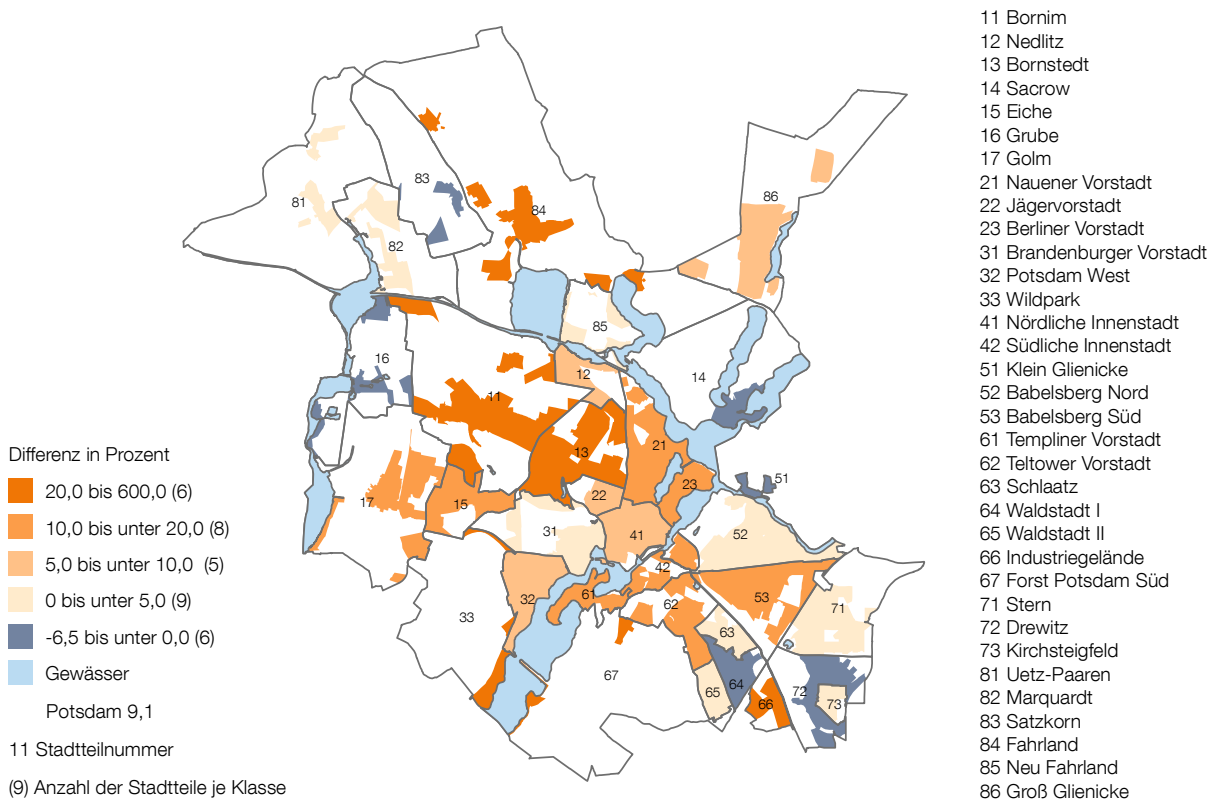 11 Bornim
12 Nedlitz
13 Bornstedt
14 Sacrow
15 Eiche
16 Grube
17 Golm
21 Nauener Vorstadt
22 Jägervorstadt
23 Berliner Vorstadt
31 Brandenburger Vorstadt
32 Potsdam West
33 Wildpark
41 Nördliche Innenstadt
42 Südliche Innenstadt
51 Klein Glienicke
52 Babelsberg Nord
53 Babelsberg Süd
61 Templiner Vorstadt
62 Teltower Vorstadt
63 Schlaatz
64 Waldstadt I
65 Waldstadt II
66 Industriegelände
67 Forst Potsdam Süd
71 Stern
72 Drewitz
73 Kirchsteigfeld
81 Uetz-Paaren
82 Marquardt
83 Satzkorn
84 Fahrland
85 Neu Fahrland
86 Groß Glienicke
83
81
84
86
82
85
16
12
14
11
13
21
22
23
51
17
15
31
41
52
42
32
61
53
62
71
33
63
67
65
64
66
72
73
Differenz in Prozent
20,0 bis 600,0 (6)
10,0 bis unter 20,0 (8)
5,0 bis unter 10,0 (5)
0 bis unter 5,0 (9)
-6,5 bis unter 0,0 (6)
Gewässer
Potsdam 9,1
11 Stadtteilnummer
(9) Anzahl der Stadtteile je Klasse